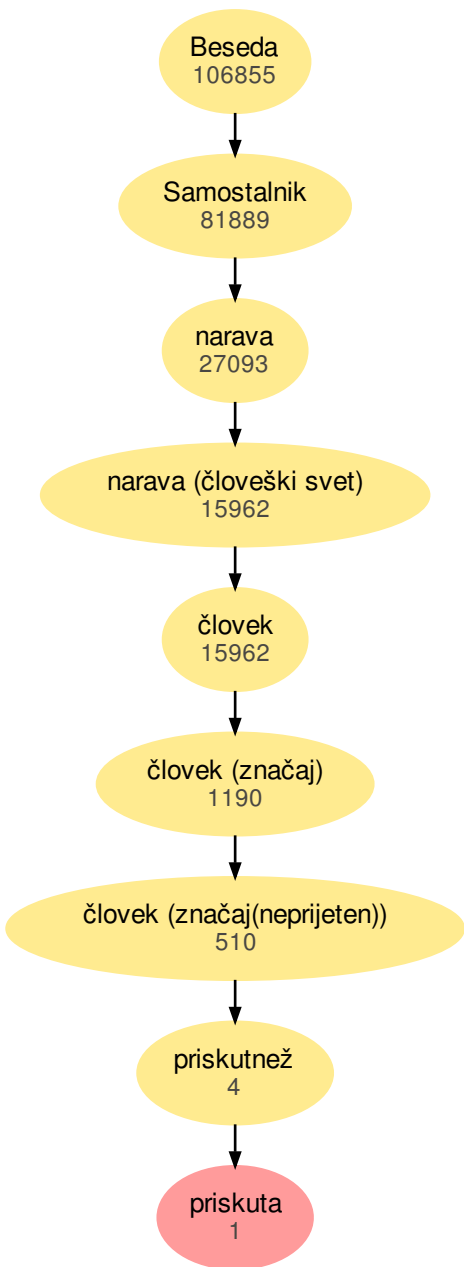 Beseda
106855
Samostalnik
81889
narava
27093
narava (človeški svet)
15962
človek
15962
človek (značaj)
1190
človek (značaj(neprijeten))
510
priskutnež
4
priskuta
1